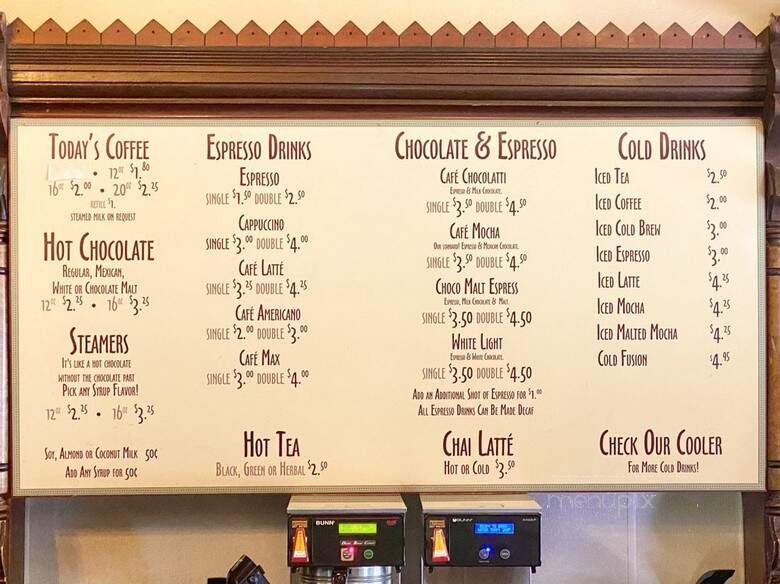 TODAY'S COFFEE
• 12oz $1.80
16oz $2.00 • 20oz $2.25
REFILL $1.
STEAMED MILK ON REQUEST
HOT CHOCOLATE
REGULAR, MEXICAN,
WHITE OR CHOCOLATE MALT
12oz $2.25 • 16oz $3.25
STEAMERS
IT'S LIKE A HOT CHOCOLATE
WITHOUT THE CHOCOLATE PART
PICK ANY SYRUP FLAVOR!
12oz $2.25 • 16oz $3.25
SOY, ALMOND OR COCONUT MILK 50¢
ADD ANY SYRUP FOR 50¢
ESPRESSO DRINKS
ESPRESSO
SINGLE $1.50 DOUBLE $2.50
CAPPUCCINO
SINGLE $3.00 DOUBLE $4.00
CAFÉ LATTÉ
SINGLE $3.25 DOUBLE $4.25
CAFÉ AMERICANO
SINGLE $2.00 DOUBLE $3.00
CAFÉ MAX
SINGLE $3.00 DOUBLE $4.00
HOT TEA
BLACK, GREEN OR HERBAL $2.50
CHOCOLATE & ESPRESSO
CAFÉ CHOCOLATTI
ESPRESSO & MILK CHOCOLATE.
SINGLE $3.50 DOUBLE $4.50
CAFÉ MOCHA
OUR STANDARD! ESPRESSO & MEXICAN CHOCOLATE.
SINGLE $3.50 DOUBLE $4.50
CHOCO MALT ESPRESS
ESPRESSO, MILK CHOCOLATE & MALT.
SINGLE $3.50 DOUBLE $4.50
WHITE LIGHT
ESPRESSO & WHITE CHOCOLATE.
SINGLE $3.50 DOUBLE $4.50
ADD AN ADDITIONAL SHOT OF ESPRESSO FOR $1.00
ALL ESPRESSO DRINKS CAN BE MADE DECAF
CHAI LATTÉ
HOT OR COLD $3.50
COLD DRINKS
ICED TEA $2.50
ICED COFFEE $2.00
ICED COLD BREW $3.00
ICED ESPRESSO $3.00
ICED LATTE $4.25
ICED MOCHA $4.25
ICED MALTED MOCHA $4.25
COLD FUSION $4.95
CHECK OUR COOLER
FOR MORE COLD DRINKS!
menupix
BUNN
BUNN